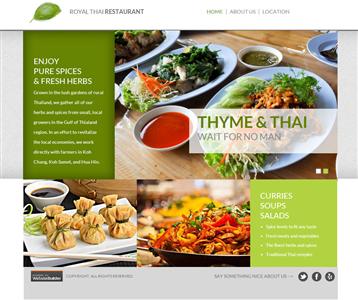 ROYAL THAI RESTAURANT
HOME | ABOUT US | LOCATION
ENJOY
PURE SPICES
& FRESH HERBS
Grown in the lush gardens of rural
Thailand, we gather all of our
herbs and spices from small, local
growers in the Gulf of Thialand
region. In an effort to revitalize
the local economies, we work
directly with farmers in Koh
Chang, Koh Samet, and Hua Hin.
THYME & THAI
WAIT FOR NO MAN
CURRIES
SOUPS
SALADS
Spice levels to fit any taste
Fresh meats and vegetables
The finest herbs and spices
Traditional Thai recipes
WebsiteBuilder
COPYRIGHT. ALL RIGHTS RESERVED.
SAY SOMETHING NICE ABOUT US